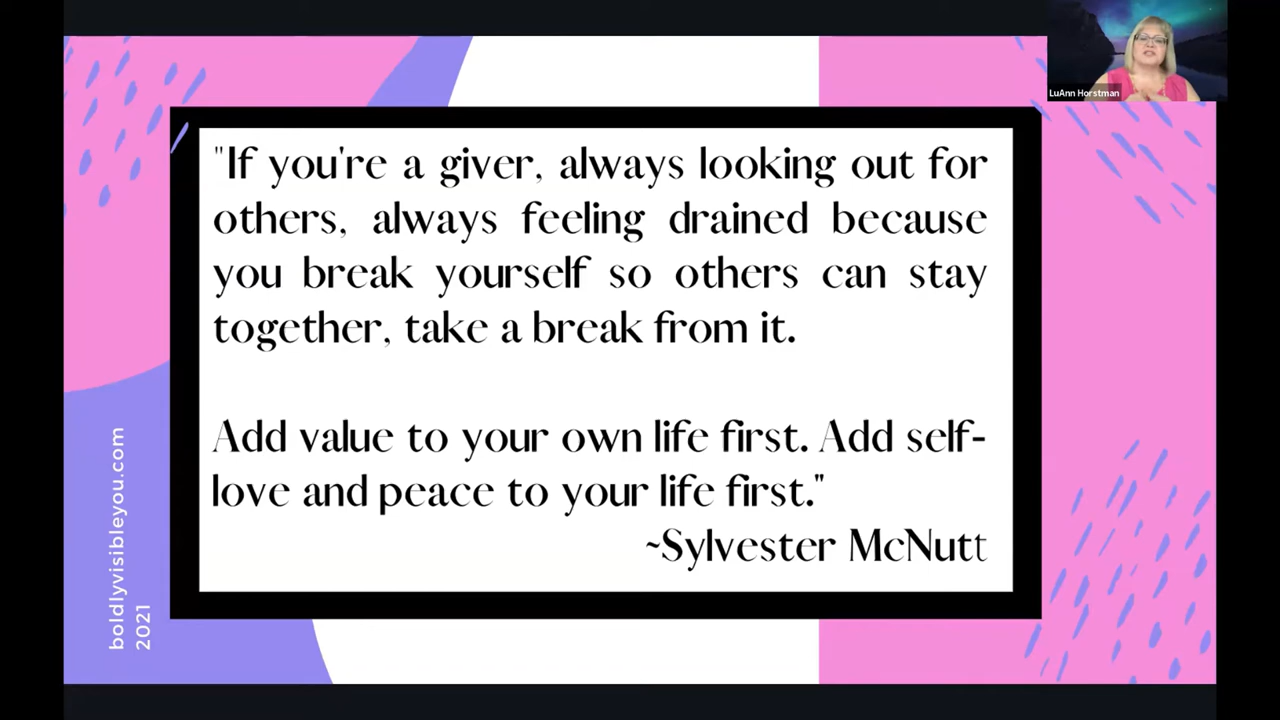 LuAnn Horstman
"If you're a giver, always looking out for
others, always feeling drained because
you break yourself so others can stay
together, take a break from it.
Add value to your own life first. Add self-
love and peace to your life first."
~Sylvester McNutt
boldlyvisibleyou.com
2021